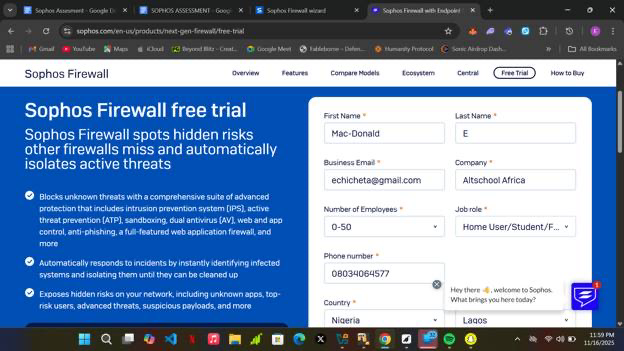 Sophos Assesment - Google D
SOPHOS ASSESSMENT - Google
Sophos Firewall wizard
Sophos Firewall with Endpoint
sophos.com/en-us/products/next-gen-firewall/free-trial
Gmail
YouTube
Maps
iCloud
Beyond Blitz - Creat...
Google Meet
Fableborne – Defen...
Humanity Protocol
Sonic Airdrop Dash...
All Bookmarks
Sophos Firewall
Overview
Features
Compare Models
Ecosystem
Central
Free Trial
How to Buy
Sophos Firewall free trial
Sophos Firewall spots hidden risks
other firewalls miss and automatically
isolates active threats
Blocks unknown threats with a comprehensive suite of advanced
protection that includes intrusion prevention system (IPS), active
threat prevention (ATP), sandboxing, dual antivirus (AV), web and app
control, anti-phishing, a full-featured web application firewall, and
more
Automatically responds to incidents by instantly identifying infected
systems and isolating them until they can be cleaned up
Exposes hidden risks on your network, including unknown apps, top-
risk users, advanced threats, suspicious payloads, and more
First Name *
Last Name *
Mac-Donald
E
Business Email *
Company *
echicheta@gmail.com
Altschool Africa
Number of Employees *
Job role *
0-50
Home User/Student/F...
Phone number *
08034064577
Hey there 👋, welcome to Sophos.
What brings you here today?
1
Country *
Nigeria
Lagos
11:59 PM
11/16/2025